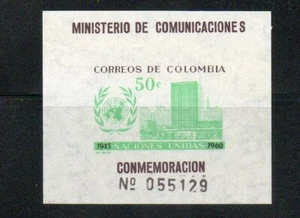 MINISTERIO DE COMUNICACIONES
CORREOS DE COLOMBIA
50c
1945 NACIONES UNIDAS 1960
CONMEMORACION
Nº 055129